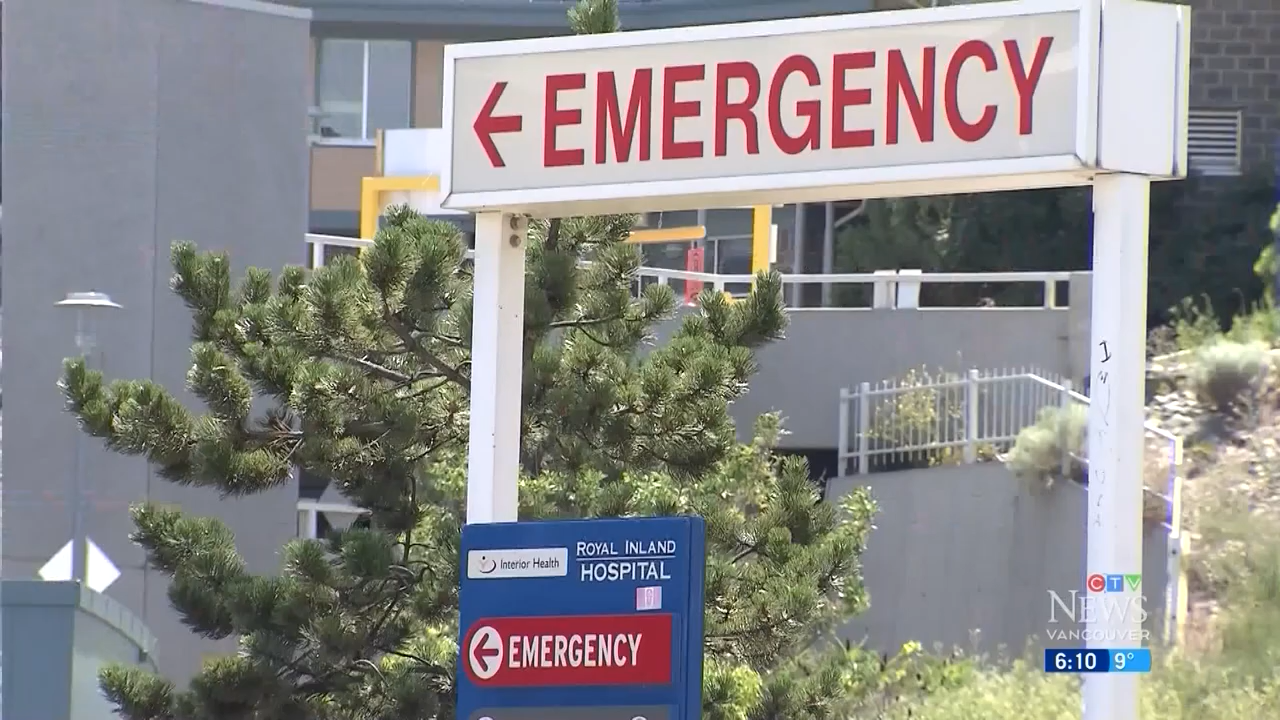 ← EMERGENCY
Interior Health
ROYAL INLAND
HOSPITAL
← EMERGENCY
CTV
NEWS
VANCOUVER
6:10 9°